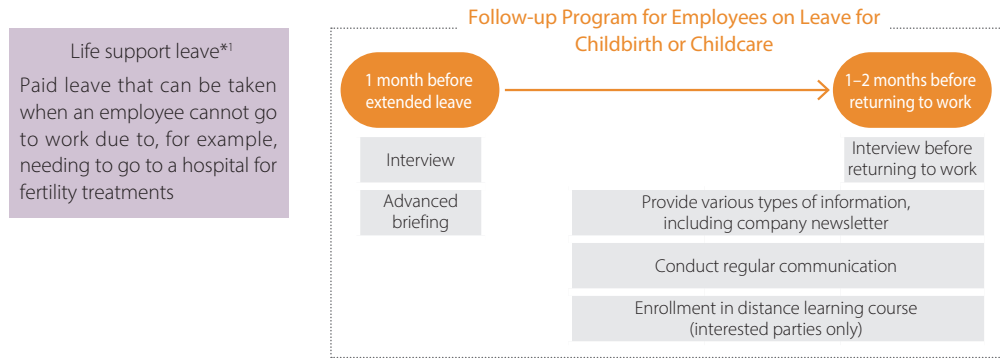 Life support leave*1
Paid leave that can be taken
when an employee cannot go
to work due to, for example,
needing to go to a hospital for
fertility treatments
Follow-up Program for Employees on Leave for
Childbirth or Childcare
1 month before
extended leave
1–2 months before
returning to work
Interview
Interview before
returning to work
Advanced
briefing
Provide various types of information,
including company newsletter
Conduct regular communication
Enrollment in distance learning course
(interested parties only)